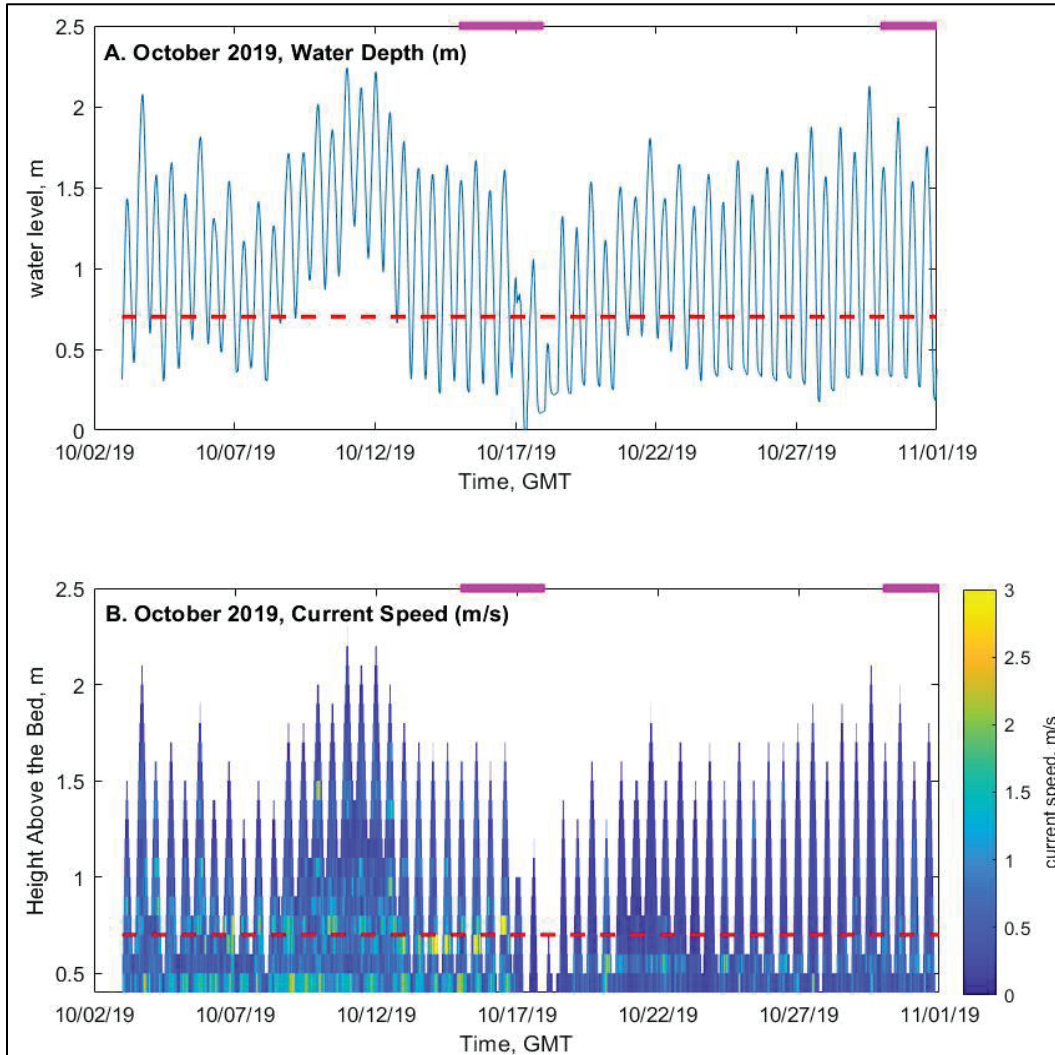 A. October 2019, Water Depth (m)
2.5
2
1.5
1
0.5
0
water level, m
10/02/19 10/07/19 10/12/19 10/17/19 10/22/19 10/27/19 11/01/19
Time, GMT
B. October 2019, Current Speed (m/s)
2.5
2
1.5
1
0.5
Height Above the Bed, m
10/02/19 10/07/19 10/12/19 10/17/19 10/22/19 10/27/19 11/01/19
Time, GMT
3
2.5
2
1.5
1
0.5
0
currrent speed, m/s